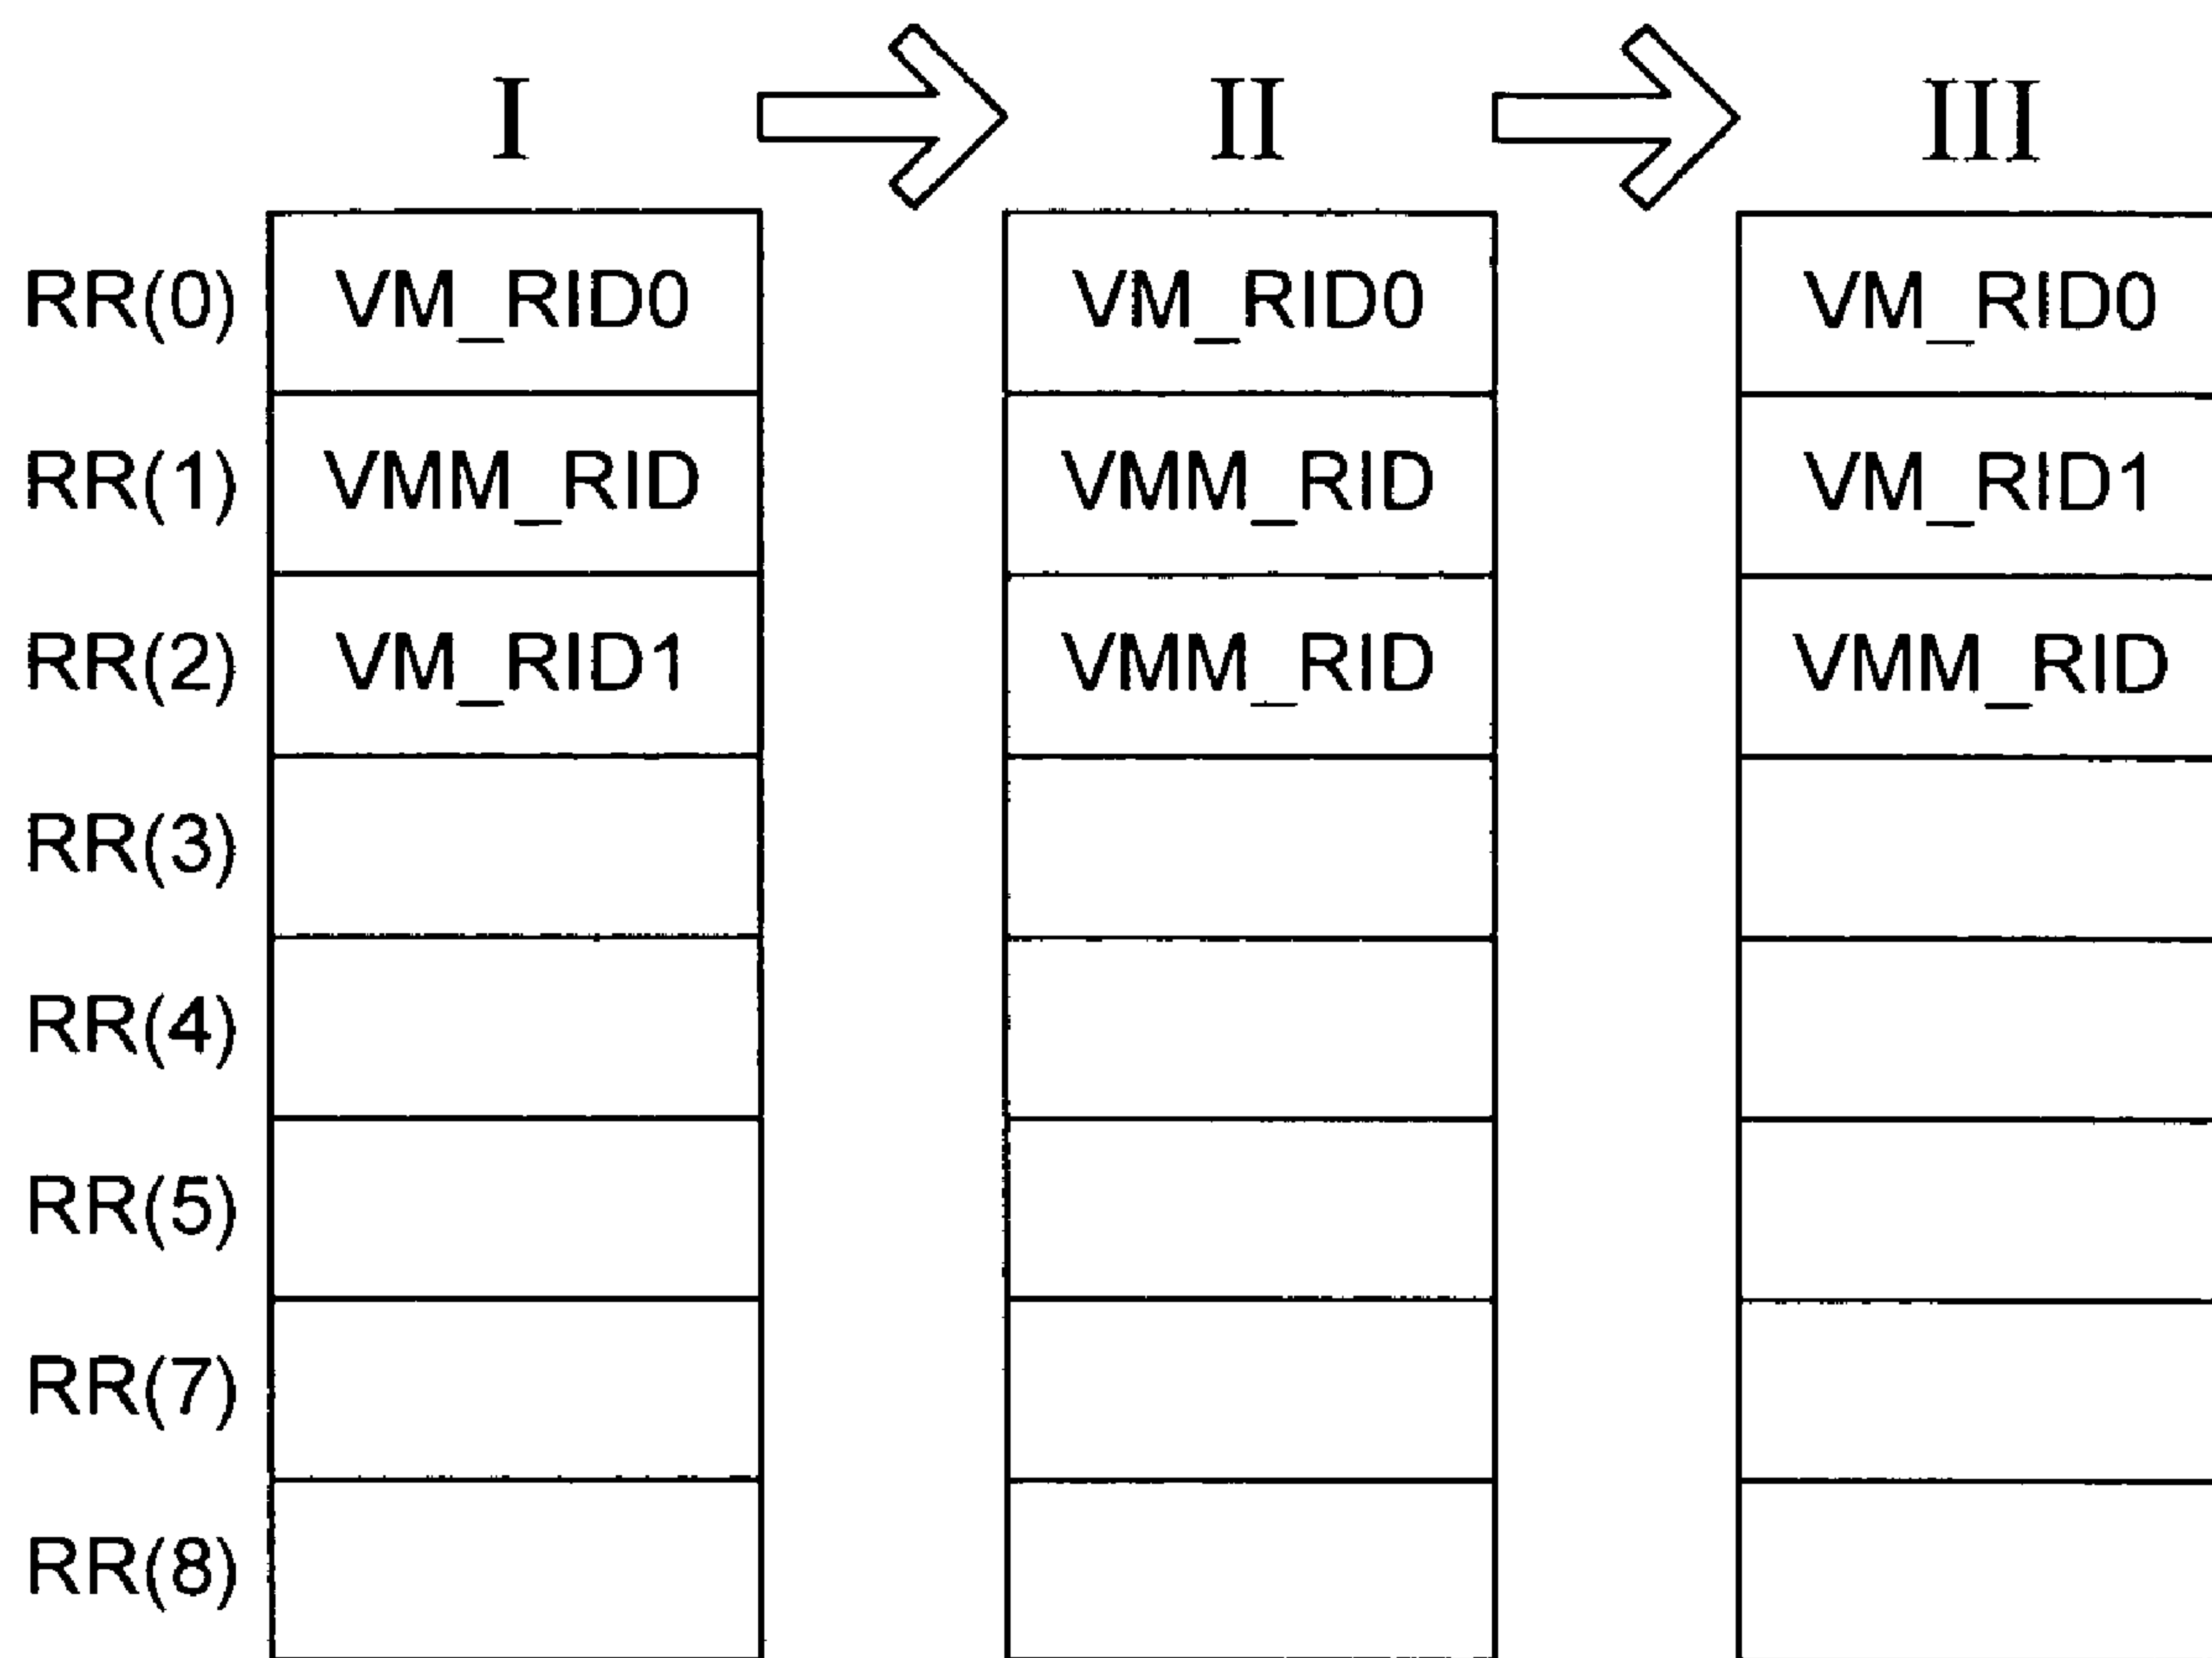 I II III
RR(0) VM_RID0 VM_RID0 VM_RID0
RR(1) VMM_RID VMM_RID VM_RID1
RR(2) VM_RID1 VMM_RID VMM_RID
RR(3)
RR(4)
RR(5)
RR(7)
RR(8)